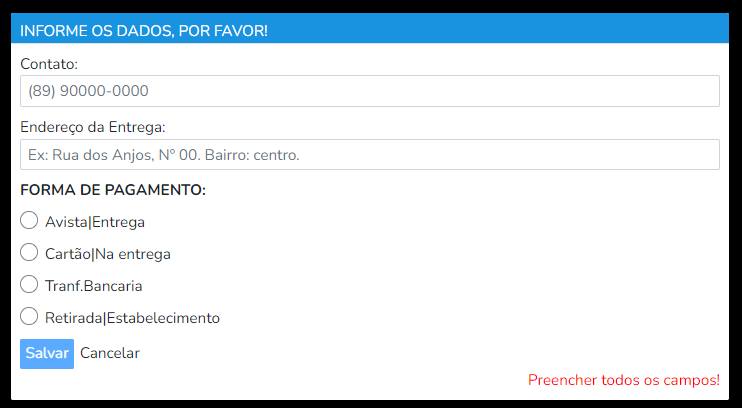 INFORME OS DADOS, POR FAVOR!
Contato:
(89) 90000-0000
Endereço da Entrega:
Ex: Rua dos Anjos, Nº 00. Bairro: centro.
FORMA DE PAGAMENTO:
Avista|Entrega
Cartão|Na entrega
Tranf.Bancaria
Retirada|Estabelecimento
Salvar Cancelar
Preencher todos os campos!